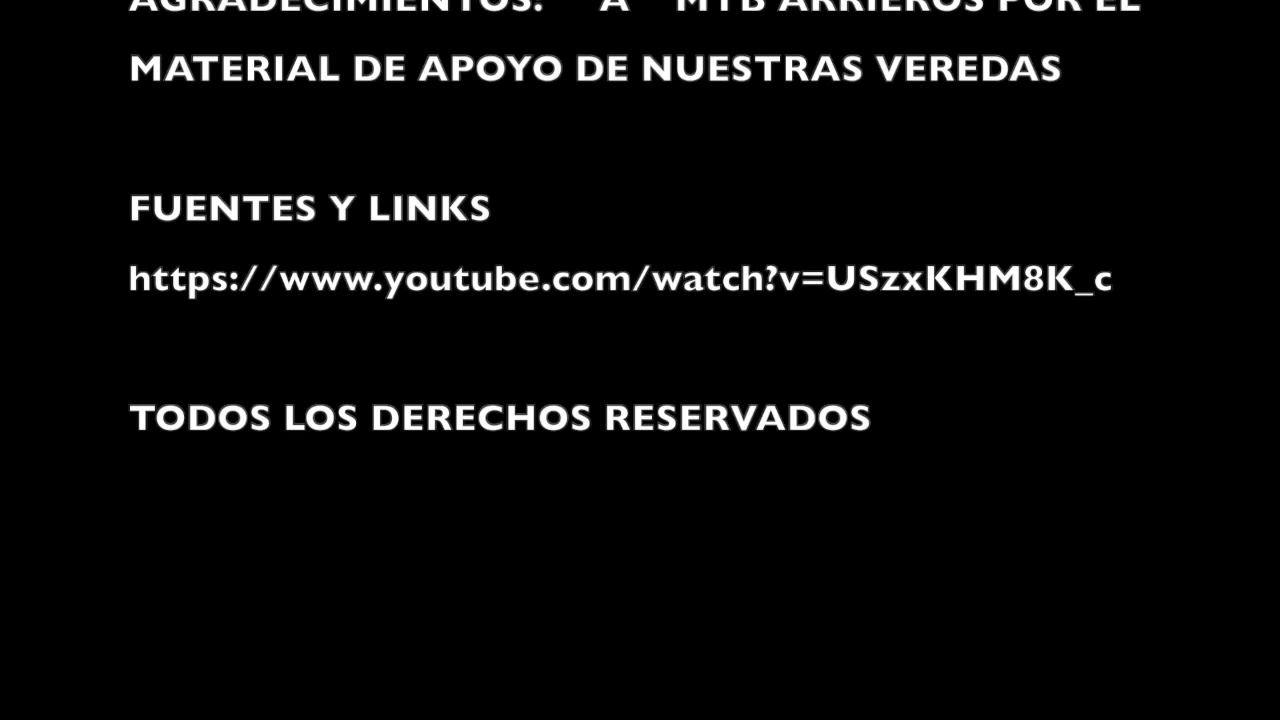 AGRADECIMIENTOS: A MTB ARRIEROS POR EL
MATERIAL DE APOYO DE NUESTRAS VEREDAS
FUENTES Y LINKS
https://www.youtube.com/watch?v=USzxKHM8K_c
TODOS LOS DERECHOS RESERVADOS